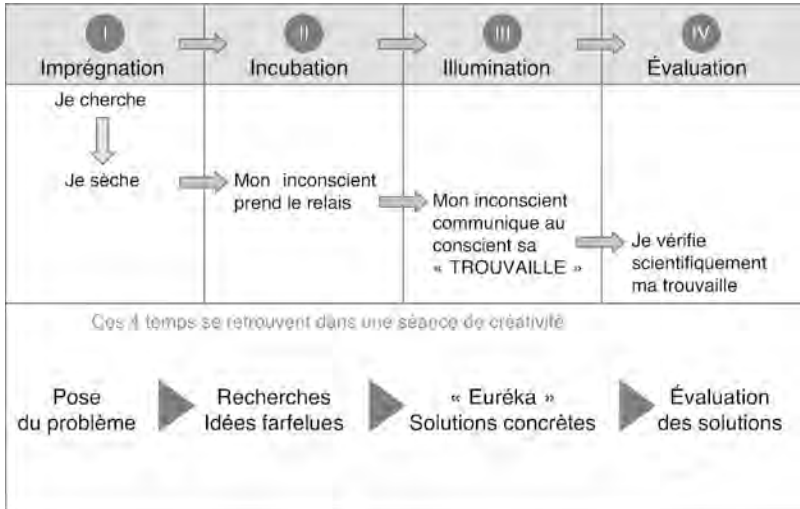 I
II
III
IV
Imprégnation
Incubation
Illumination
Évaluation
Je cherche
Je sèche
Mon inconscient
prend le relais
Mon inconscient
communique au
conscient sa
« TROUVAILLE »
Je vérifie
scientifiquement
ma trouvaille
Ces 4 temps se retrouvent dans une séance de créativité
Pose
du problème
Recherches
Idées farfelues
« Euréka »
Solutions concrètes
Évaluation
des solutions